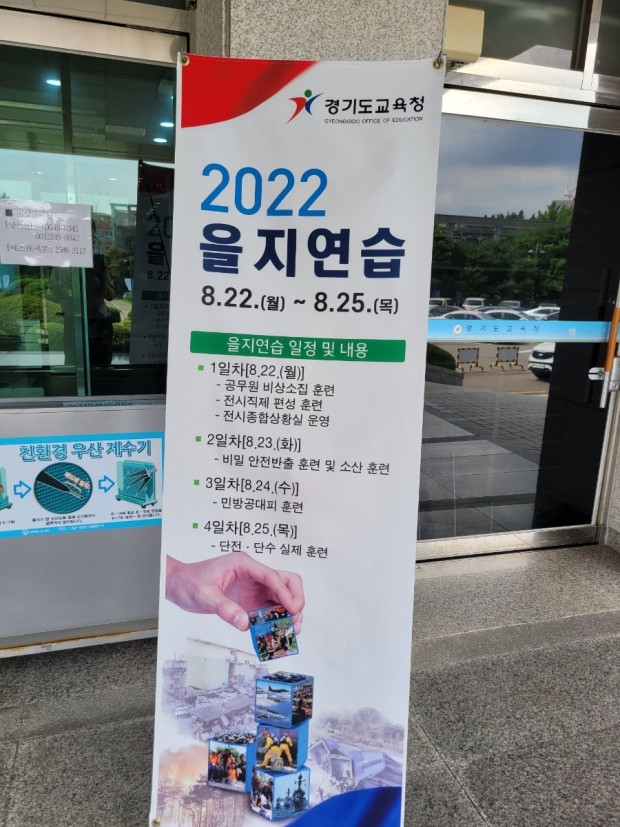 경기도교육청
GYEONGGIDO OFFICE OF EDUCATION
2022
을지연습
8.22.(월) ~ 8.25.(목)
을지연습 일정 및 내용
1일차[8,22,(월)]
- 공무원 비상소집 훈련
- 전시직제 편성 훈련
- 전시종합상황실 운영
2일차[8,23,(화)]
- 비밀 안전반출 훈련 및 소산 훈련
3일차[8,24,(수)]
- 민방공대피 훈련
4일차[8,25,(목)]
- 단전 · 단수 실제 훈련
친환경 우산 제수기
경기도교육청